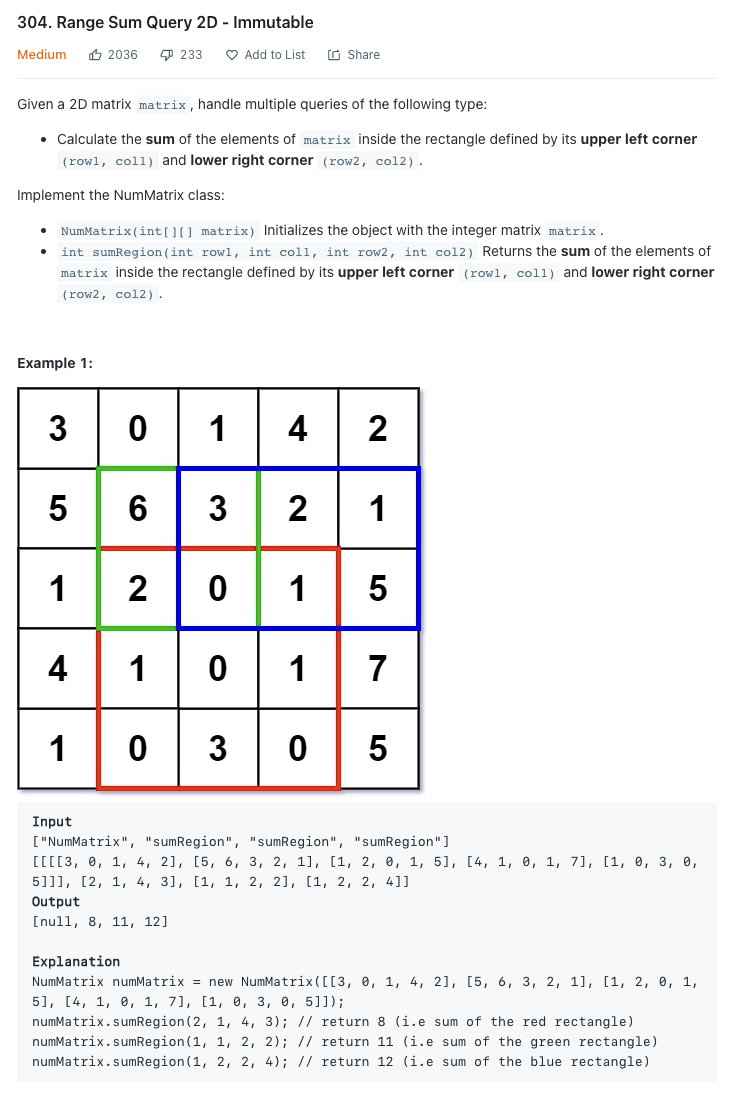 304. Range Sum Query 2D - Immutable
Medium 2036 233 Add to List Share
Given a 2D matrix matrix, handle multiple queries of the following type:
• Calculate the sum of the elements of matrix inside the rectangle defined by its upper left corner
(row1, col1) and lower right corner (row2, col2).
Implement the NumMatrix class:
• NumMatrix(int[][] matrix) Initializes the object with the integer matrix matrix.
• int sumRegion(int row1, int col1, int row2, int col2) Returns the sum of the elements of
matrix inside the rectangle defined by its upper left corner (row1, col1) and lower right corner
(row2, col2).
Example 1:
3 0 1 4 2
5 6 3 2 1
1 2 0 1 5
4 1 0 1 7
1 0 3 0 5
Input
["NumMatrix", "sumRegion", "sumRegion", "sumRegion"]
[[[[3, 0, 1, 4, 2], [5, 6, 3, 2, 1], [1, 2, 0, 1, 5], [4, 1, 0, 1, 7], [1, 0, 3, 0,
5]]], [2, 1, 4, 3], [1, 1, 2, 2], [1, 2, 2, 4]]
Output
[null, 8, 11, 12]
Explanation
NumMatrix numMatrix = new NumMatrix([[3, 0, 1, 4, 2], [5, 6, 3, 2, 1], [1, 2, 0, 1,
5], [4, 1, 0, 1, 7], [1, 0, 3, 0, 5]]);
numMatrix.sumRegion(2, 1, 4, 3); // return 8 (i.e sum of the red rectangle)
numMatrix.sumRegion(1, 1, 2, 2); // return 11 (i.e sum of the green rectangle)
numMatrix.sumRegion(1, 2, 2, 4); // return 12 (i.e sum of the blue rectangle)